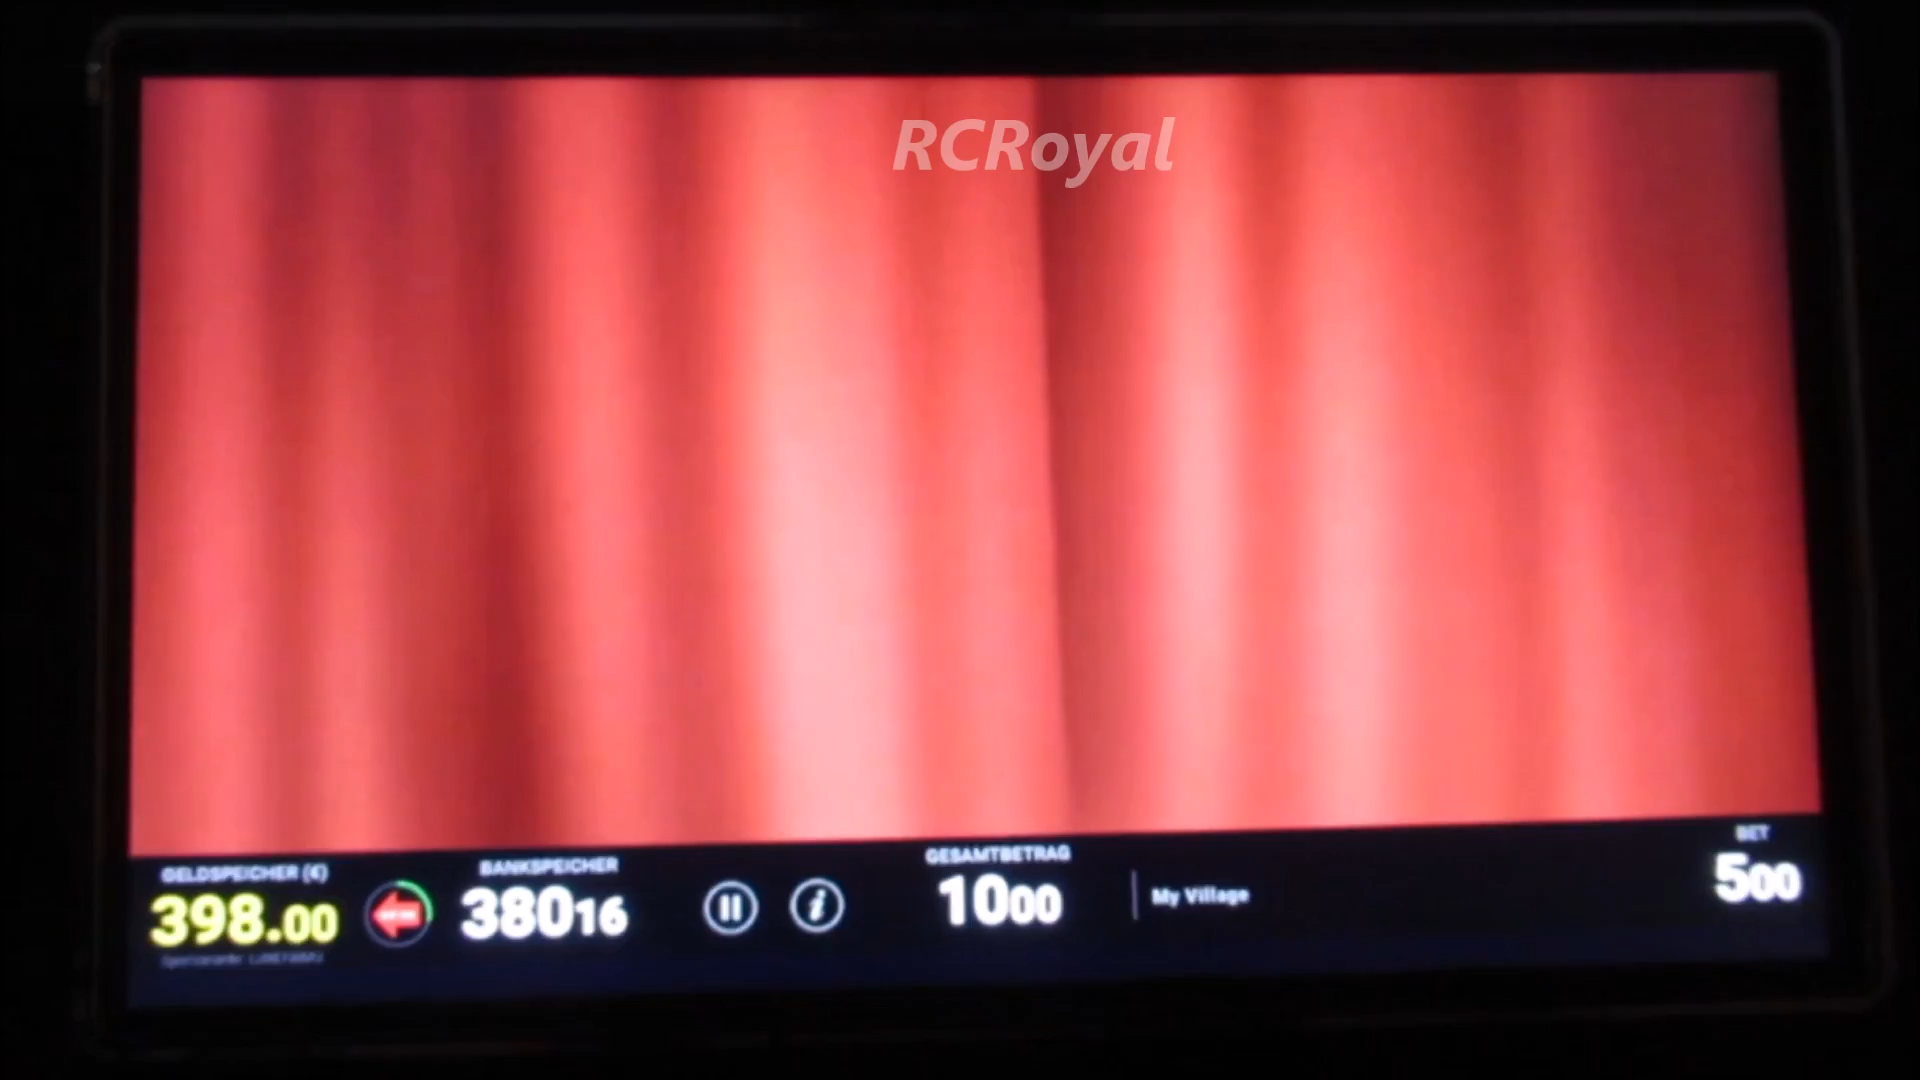 RCRoyal
GELDSPEICHER (€)
398.00
BANKSPEICHER
38016
GESAMTBETRAG
1000
My Village
BET
500